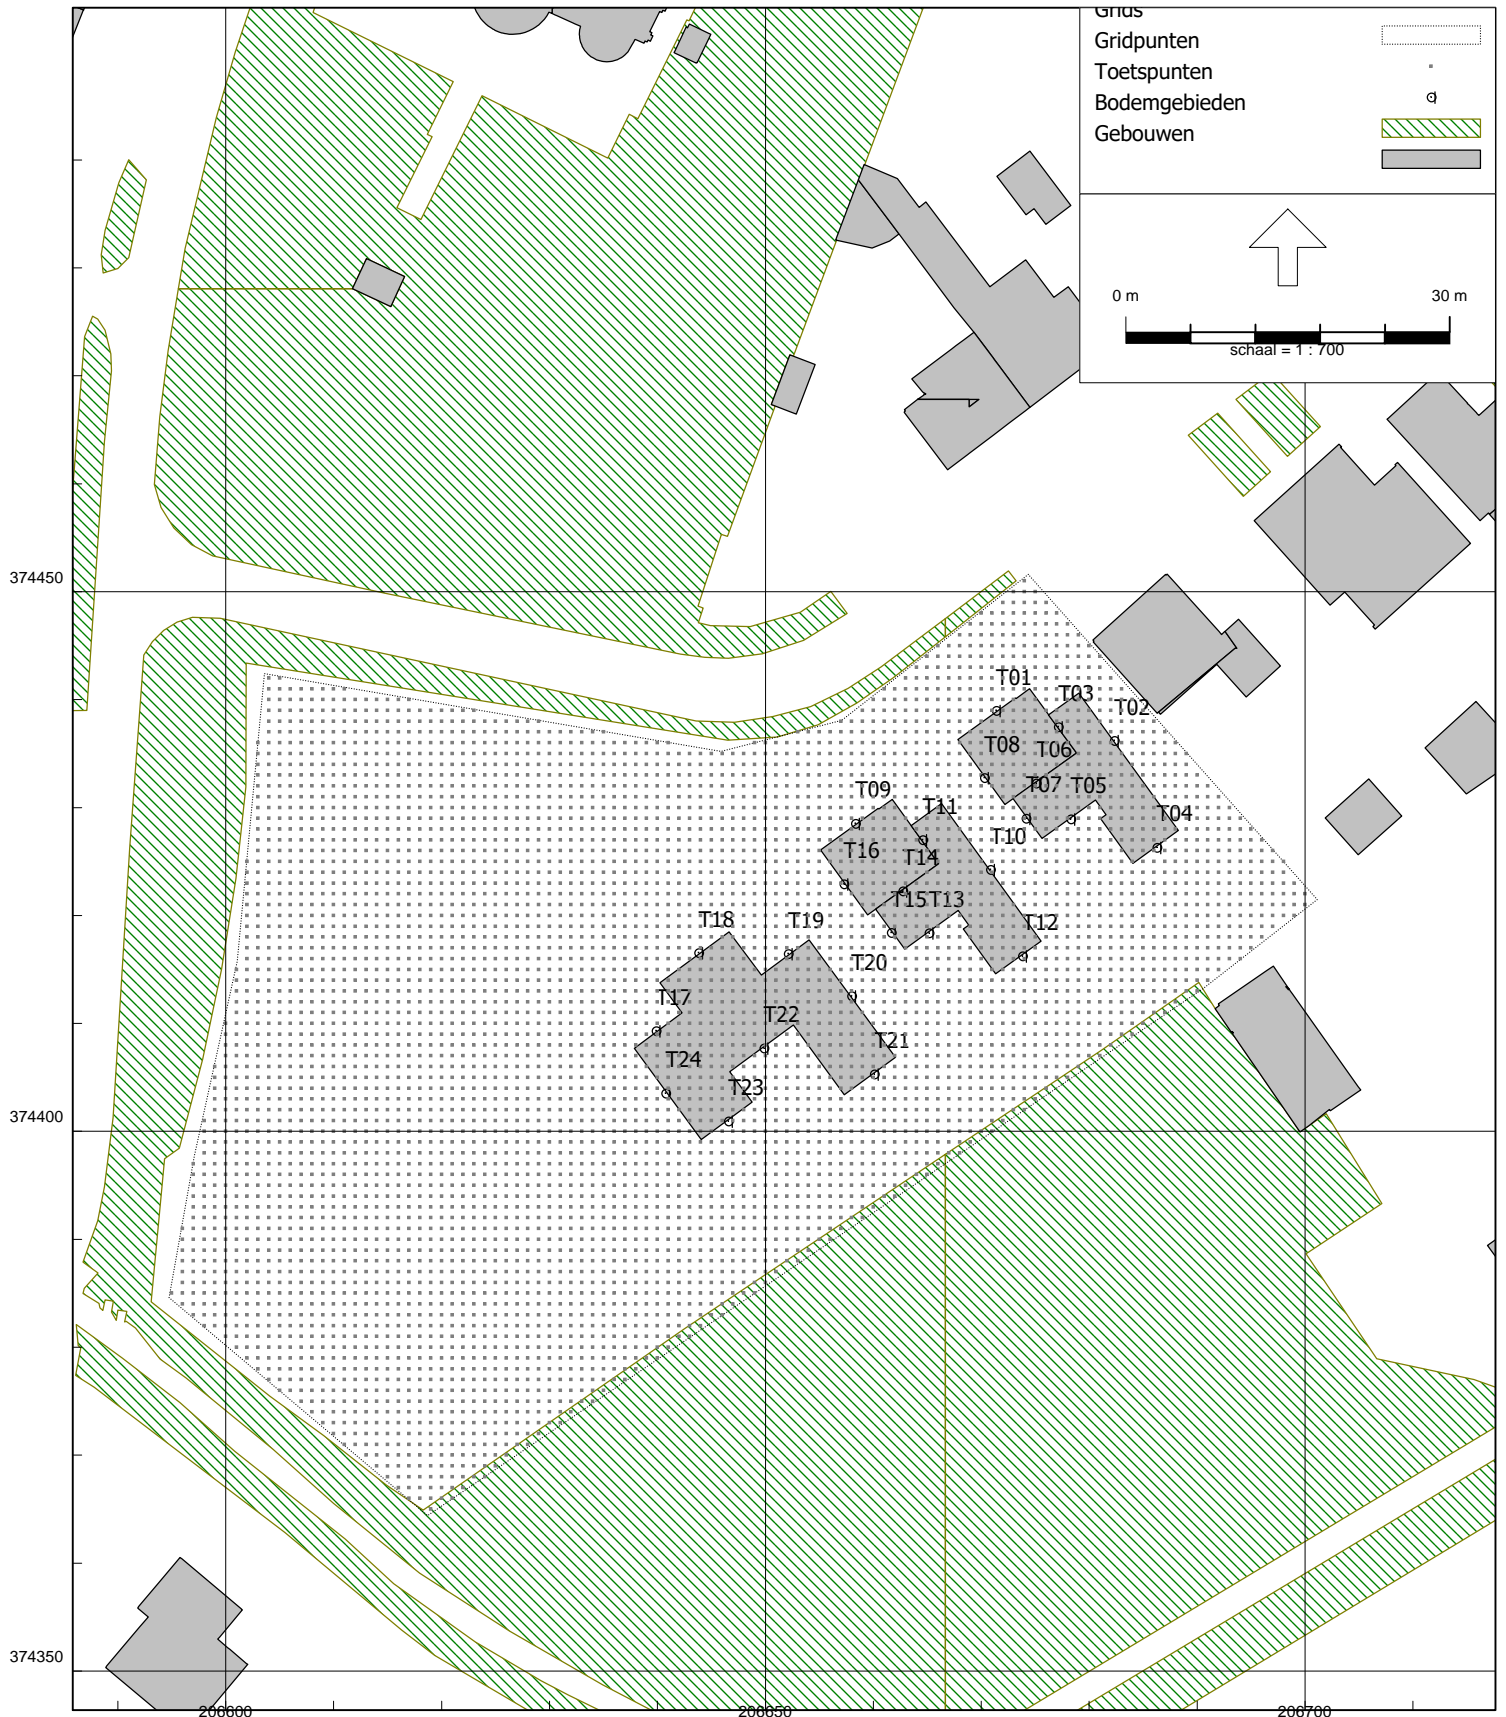 Grids
Gridpunten
Toetspunten
Bodemgebieden
Gebouwen
0 m 30 m
schaal = 1 : 700
374450
T01
T03
T02
T08
T06
T07
T05
T09
T11
T04
T10
T16
T14
T15
T13
T18
T19
T12
T20
T17
T22
T21
T24
T23
374400
374350
206600 206650 206700